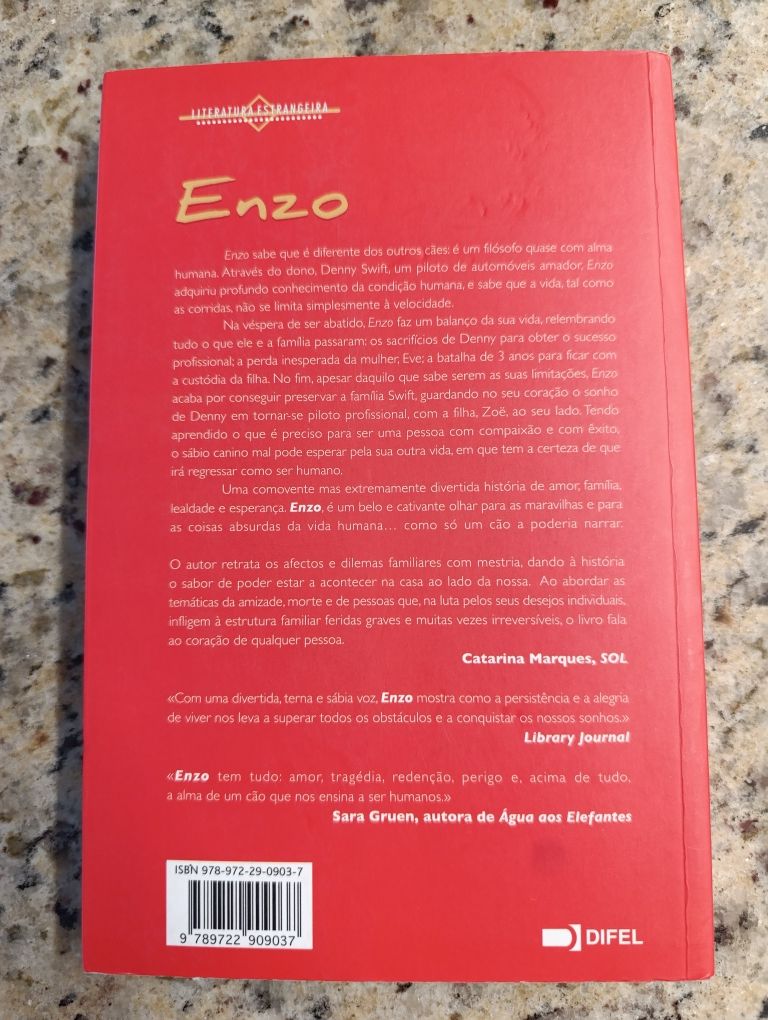 LITERATURA ESTRANGEIRA
Enzo
Enzo sabe que é diferente dos outros cães: é um filósofo quase com alma
humana. Através do dono, Denny Swift, um piloto de automóveis amador, Enzo
adquiriu profundo conhecimento da condição humana, e sabe que a vida, tal como
as corridas, não se limita simplesmente à velocidade.
Na véspera de ser abatido, Enzo faz um balanço da sua vida, relembrando
tudo o que ele e a família passaram: os sacrifícios de Denny para obter o sucesso
profissional; a perda inesperada da mulher, Eve; a batalha de 3 anos para ficar com
a custódia da filha. No fim, apesar daquilo que sabe serem as suas limitações, Enzo
acaba por conseguir preservar a família Swift, guardando no seu coração o sonho
de Denny em tornar-se piloto profissional, com a filha, Zoë, ao seu lado. Tendo
aprendido o que é preciso para ser uma pessoa com compaixão e com êxito,
o sábio canino mal pode esperar pela sua outra vida, em que tem a certeza de que
irá regressar como ser humano.
Uma comovente mas extremamente divertida história de amor, família,
lealdade e esperança. Enzo, é um belo e cativante olhar para as maravilhas e para
as coisas absurdas da vida humana... como só um cão a poderia narrar.
O autor retrata os afectos e dilemas familiares com mestria, dando à história
o sabor de poder estar a acontecer na casa ao lado da nossa. Ao abordar as
temáticas da amizade, morte e de pessoas que, na luta pelos seus desejos individuais,
infligem à estrutura familiar feridas graves e muitas vezes irreversíveis, o livro fala
ao coração de qualquer pessoa.
Catarina Marques, SOL
«Com uma divertida, terna e sábia voz, Enzo mostra como a persistência e a alegria
de viver nos leva a superar todos os obstáculos e a conquistar os nossos sonhos.»
Library Journal
«Enzo tem tudo: amor, tragédia, redenção, perigo e, acima de tudo,
a alma de um cão que nos ensina a ser humanos.»
Sara Gruen, autora de Água aos Elefantes
ISBN 978-972-29-0903-7
9 789722 909037
DIFEL